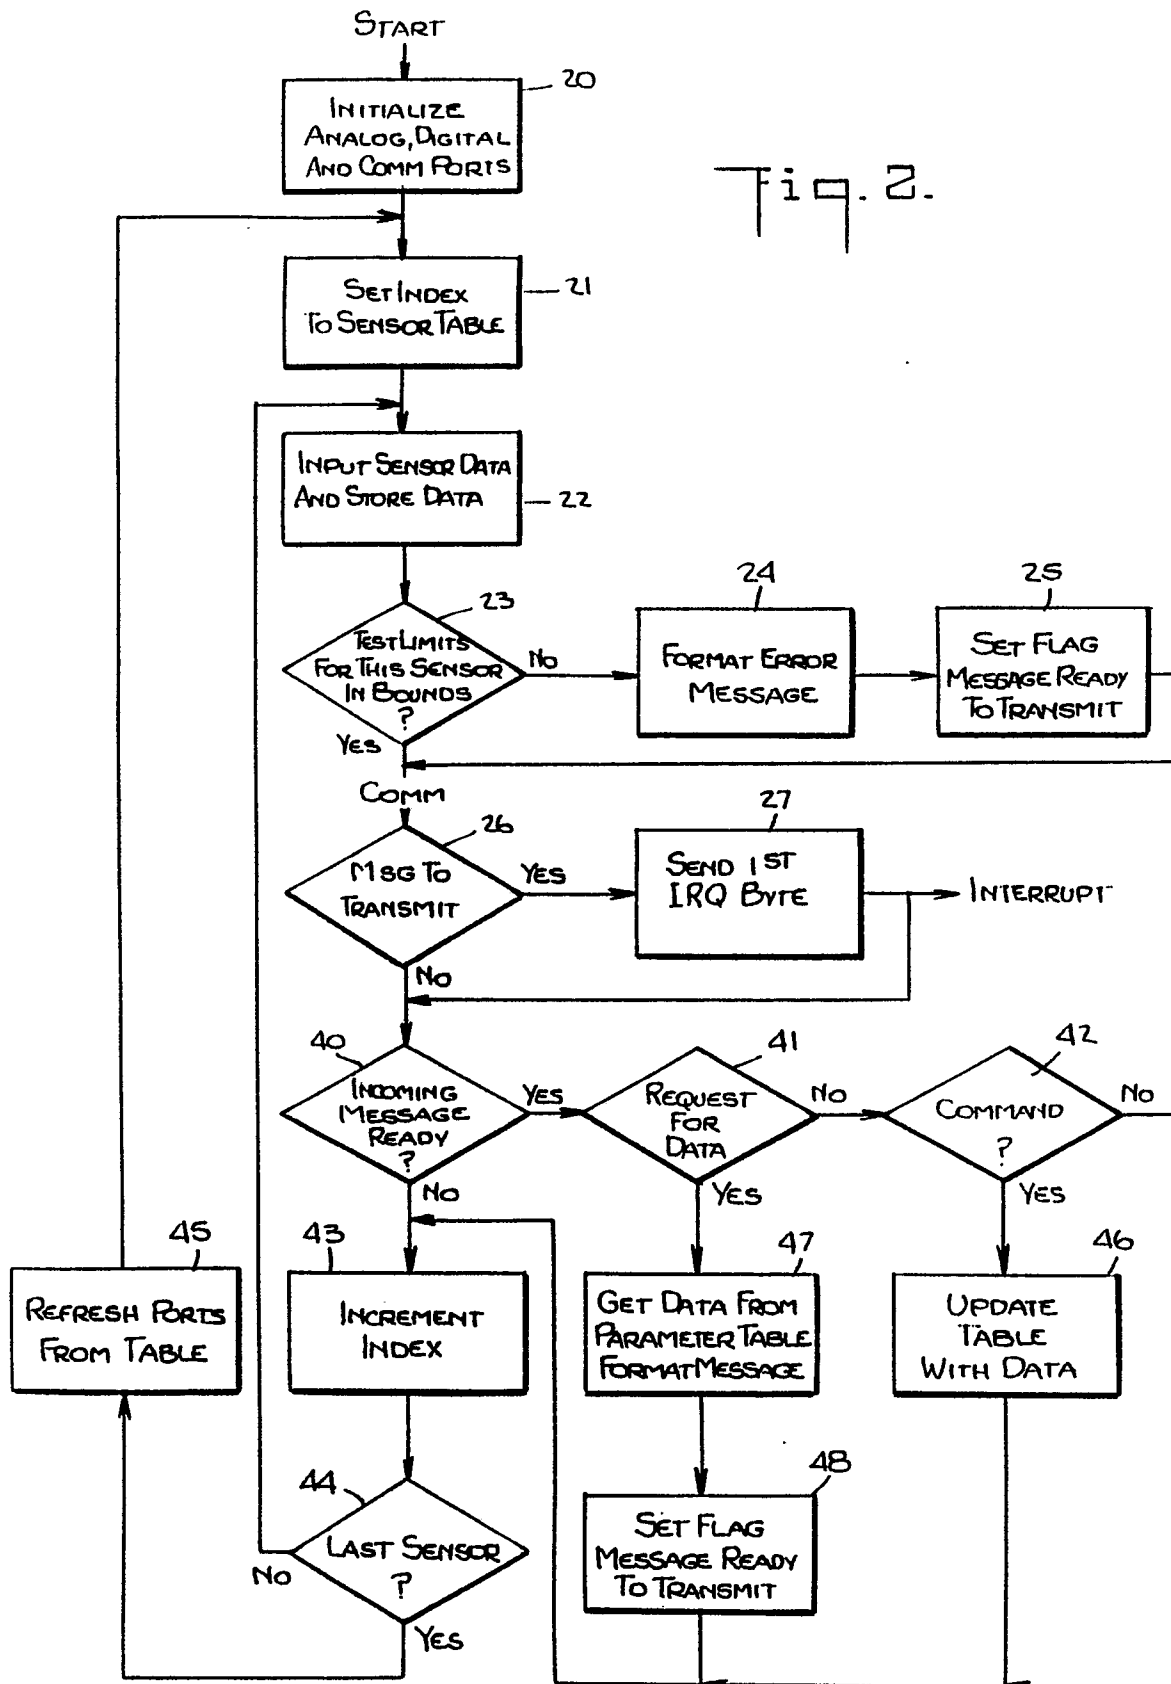 START
20
INITIALIZE
ANALOG, DIGITAL
AND COMM PORTS
Fig. 2.
21
SET INDEX
TO SENSOR TABLE
INPUT SENSOR DATA
AND STORE DATA
22
23
TEST LIMITS
FOR THIS SENSOR
IN BOUNDS
?
NO
YES
24
FORMAT ERROR
MESSAGE
25
SET FLAG
MESSAGE READY
TO TRANSMIT
COMM
26
MSG TO
TRANSMIT
YES
NO
27
SEND 1ST
IRQ BYTE
INTERRUPT
40
INCOMING
MESSAGE
READY
?
YES
NO
41
REQUEST
FOR
DATA
NO
YES
42
COMMAND
?
NO
YES
45
REFRESH PORTS
FROM TABLE
43
INCREMENT
INDEX
47
GET DATA FROM
PARAMETER TABLE
FORMAT MESSAGE
46
UPDATE
TABLE
WITH DATA
44
LAST SENSOR
?
NO
YES
48
SET FLAG
MESSAGE READY
TO TRANSMIT